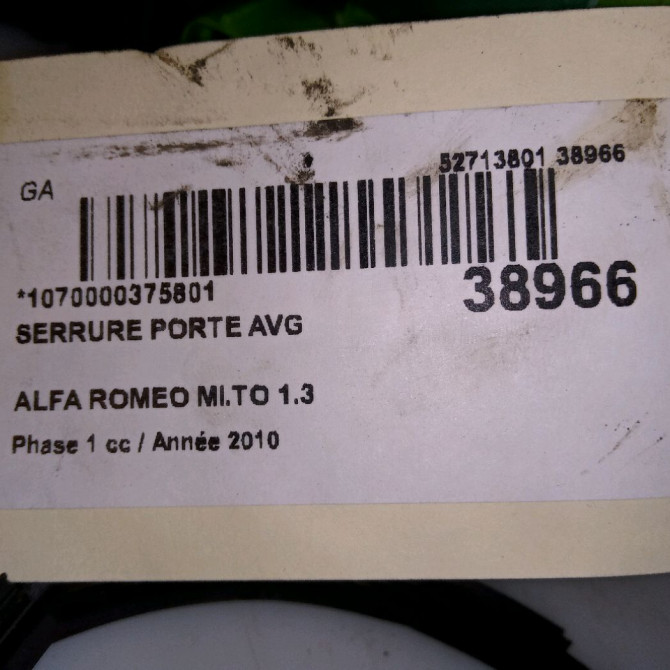 52713801 38966
GA
*1070000375801
38966
SERRURE PORTE AVG
ALFA ROMEO MI.TO 1.3
Phase 1 cc / Année 2010